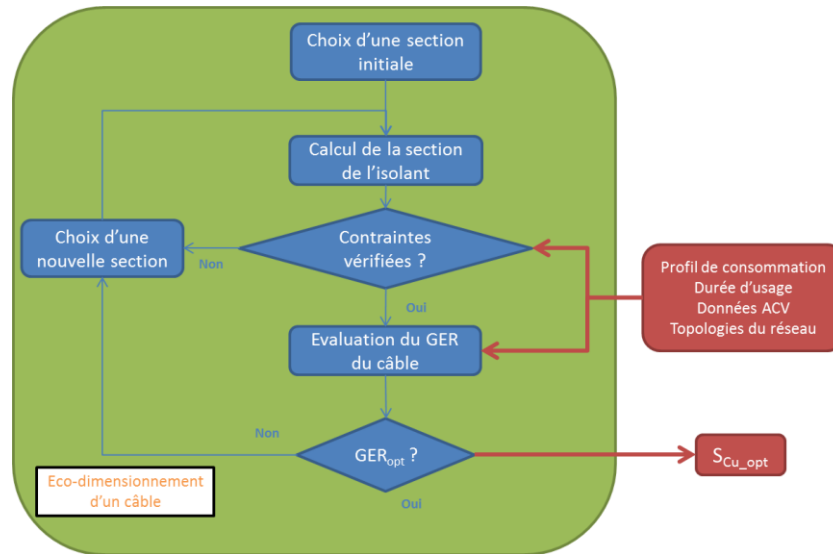 Choix d'une section
initiale
Calcul de la section
de l'isolant
Choix d'une
nouvelle section
Non
Contraintes
vérifiées ?
Profil de consommation
Durée d'usage
Données ACV
Topologies du réseau
Oui
Evaluation du GER
du câble
Non
GERopt ?
SCu_opt
Eco-dimensionnement
d'un câble
Oui